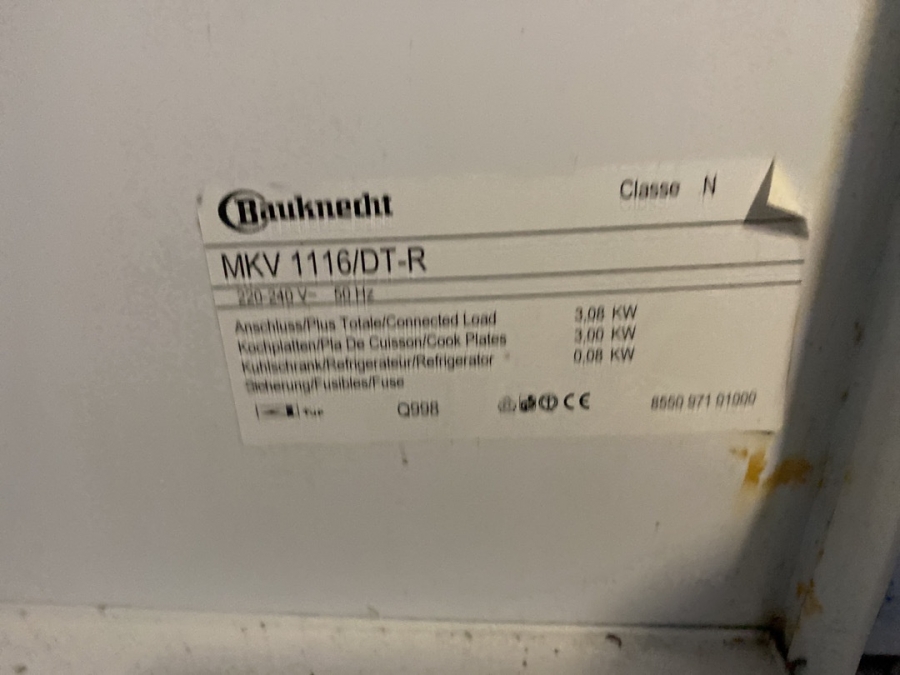 Bauknecht
Classe N
MKV 1116/DT-R
220-240 V~ 50 Hz
Anschluss/Plus Totale/Connected Load 3,08 KW
Kochplatten/Pla De Cuisson/Cook Plates 3,00 KW
Kuhlschrank/Refrigerateur/Refrigerator 0,08 KW
Sicherung/Fusibles/Fuse
Q998 CE 8550 971 01000